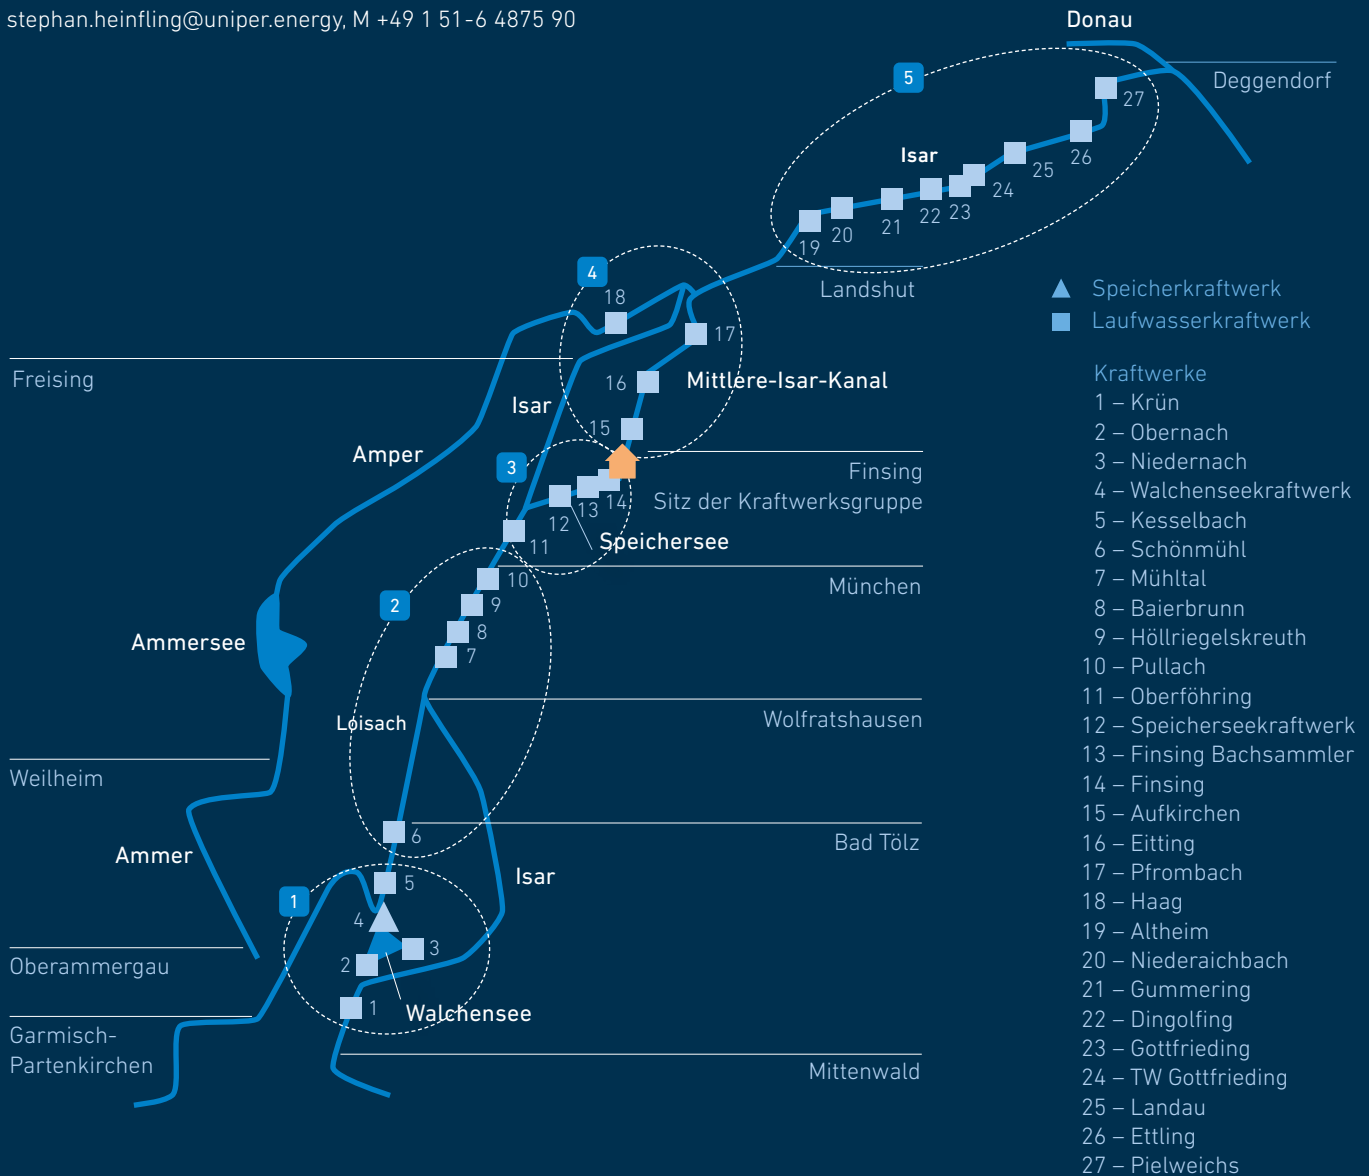 stephan.heinfling@uniper.energy, M +49 1 51-6 4875 90
Donau
5
Deggendorf
27
26
Isar
25
24
23
22
21
20
19
4
18
Landshut
Speicherkraftwerk
Laufwasserkraftwerk
17
Freising
16
Mittlere-Isar-Kanal
Kraftwerke
1 – Krün
2 – Obernach
3 – Niedernach
4 – Walchenseekraftwerk
5 – Kesselbach
6 – Schönmühl
7 – Mühltal
8 – Baierbrunn
9 – Höllriegelskreuth
10 – Pullach
11 – Oberföhring
12 – Speicherseekraftwerk
13 – Finsing Bachsammler
14 – Finsing
15 – Aufkirchen
16 – Eitting
17 – Pfrombach
18 – Haag
19 – Altheim
20 – Niederaichbach
21 – Gummering
22 – Dingolfing
23 – Gottfrieding
24 – TW Gottfrieding
25 – Landau
26 – Ettling
27 – Pielweichs
Isar
15
Amper
3
Finsing
Sitz der Kraftwerksgruppe
14
13
12
Speichersee
11
10
München
2
9
8
Ammersee
7
Loisach
Wolfratshausen
Weilheim
6
Bad Tölz
Ammer
Isar
5
1
4
3
2
Oberammergau
1
Walchensee
Garmisch-
Partenkirchen
Mittenwald